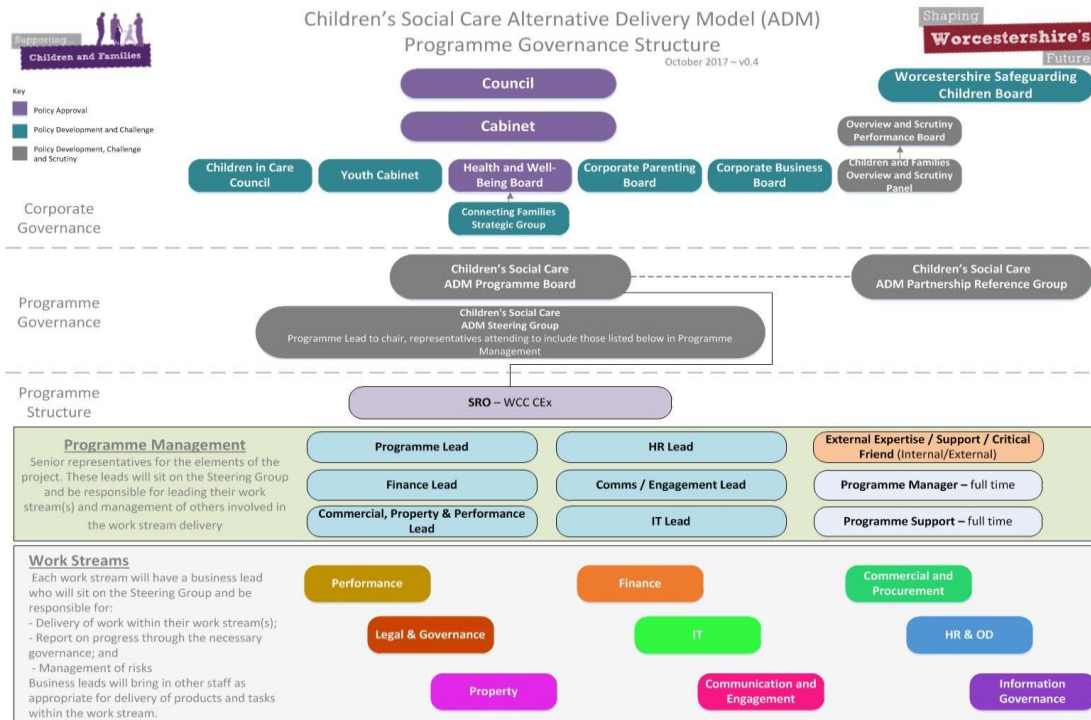 Supporting...
Children and Families
Children's Social Care Alternative Delivery Model (ADM)
Programme Governance Structure
October 2017 – v0.4
Shaping
Worcestershire's
Future
Key
Policy Approval
Policy Development and Challenge
Policy Development, Challenge
and Scrutiny
Council
Cabinet
Worcestershire Safeguarding
Children Board
Overview and Scrutiny
Performance Board
Children in Care
Council
Youth Cabinet
Health and Well-
Being Board
Corporate Parenting
Board
Corporate Business
Board
Children and Families
Overview and Scrutiny
Panel
Connecting Families
Strategic Group
Corporate
Governance
Programme
Governance
Children's Social Care
ADM Programme Board
Children's Social Care
ADM Partnership Reference Group
Children's Social Care
ADM Steering Group
Programme Lead to chair, representatives attending to include those listed below in Programme
Management
Programme
Structure
SRO – WCC CEx
Programme Management
Senior representatives for the elements of the
project. These leads will sit on the Steering Group
and be responsible for leading their work
stream(s) and management of others involved in
the work stream delivery
Programme Lead
HR Lead
External Expertise / Support / Critical
Friend (Internal/External)
Finance Lead
Comms / Engagement Lead
Programme Manager – full time
Commercial, Property & Performance
Lead
IT Lead
Programme Support – full time
Work Streams
Each work stream will have a business lead
who will sit on the Steering Group and be
responsible for:
- Delivery of work within their work stream(s);
- Report on progress through the necessary
governance; and
- Management of risks
Business leads will bring in other staff as
appropriate for delivery of products and tasks
within the work stream.
Performance
Finance
Commercial and
Procurement
Legal & Governance
IT
HR & OD
Property
Communication and
Engagement
Information
Governance